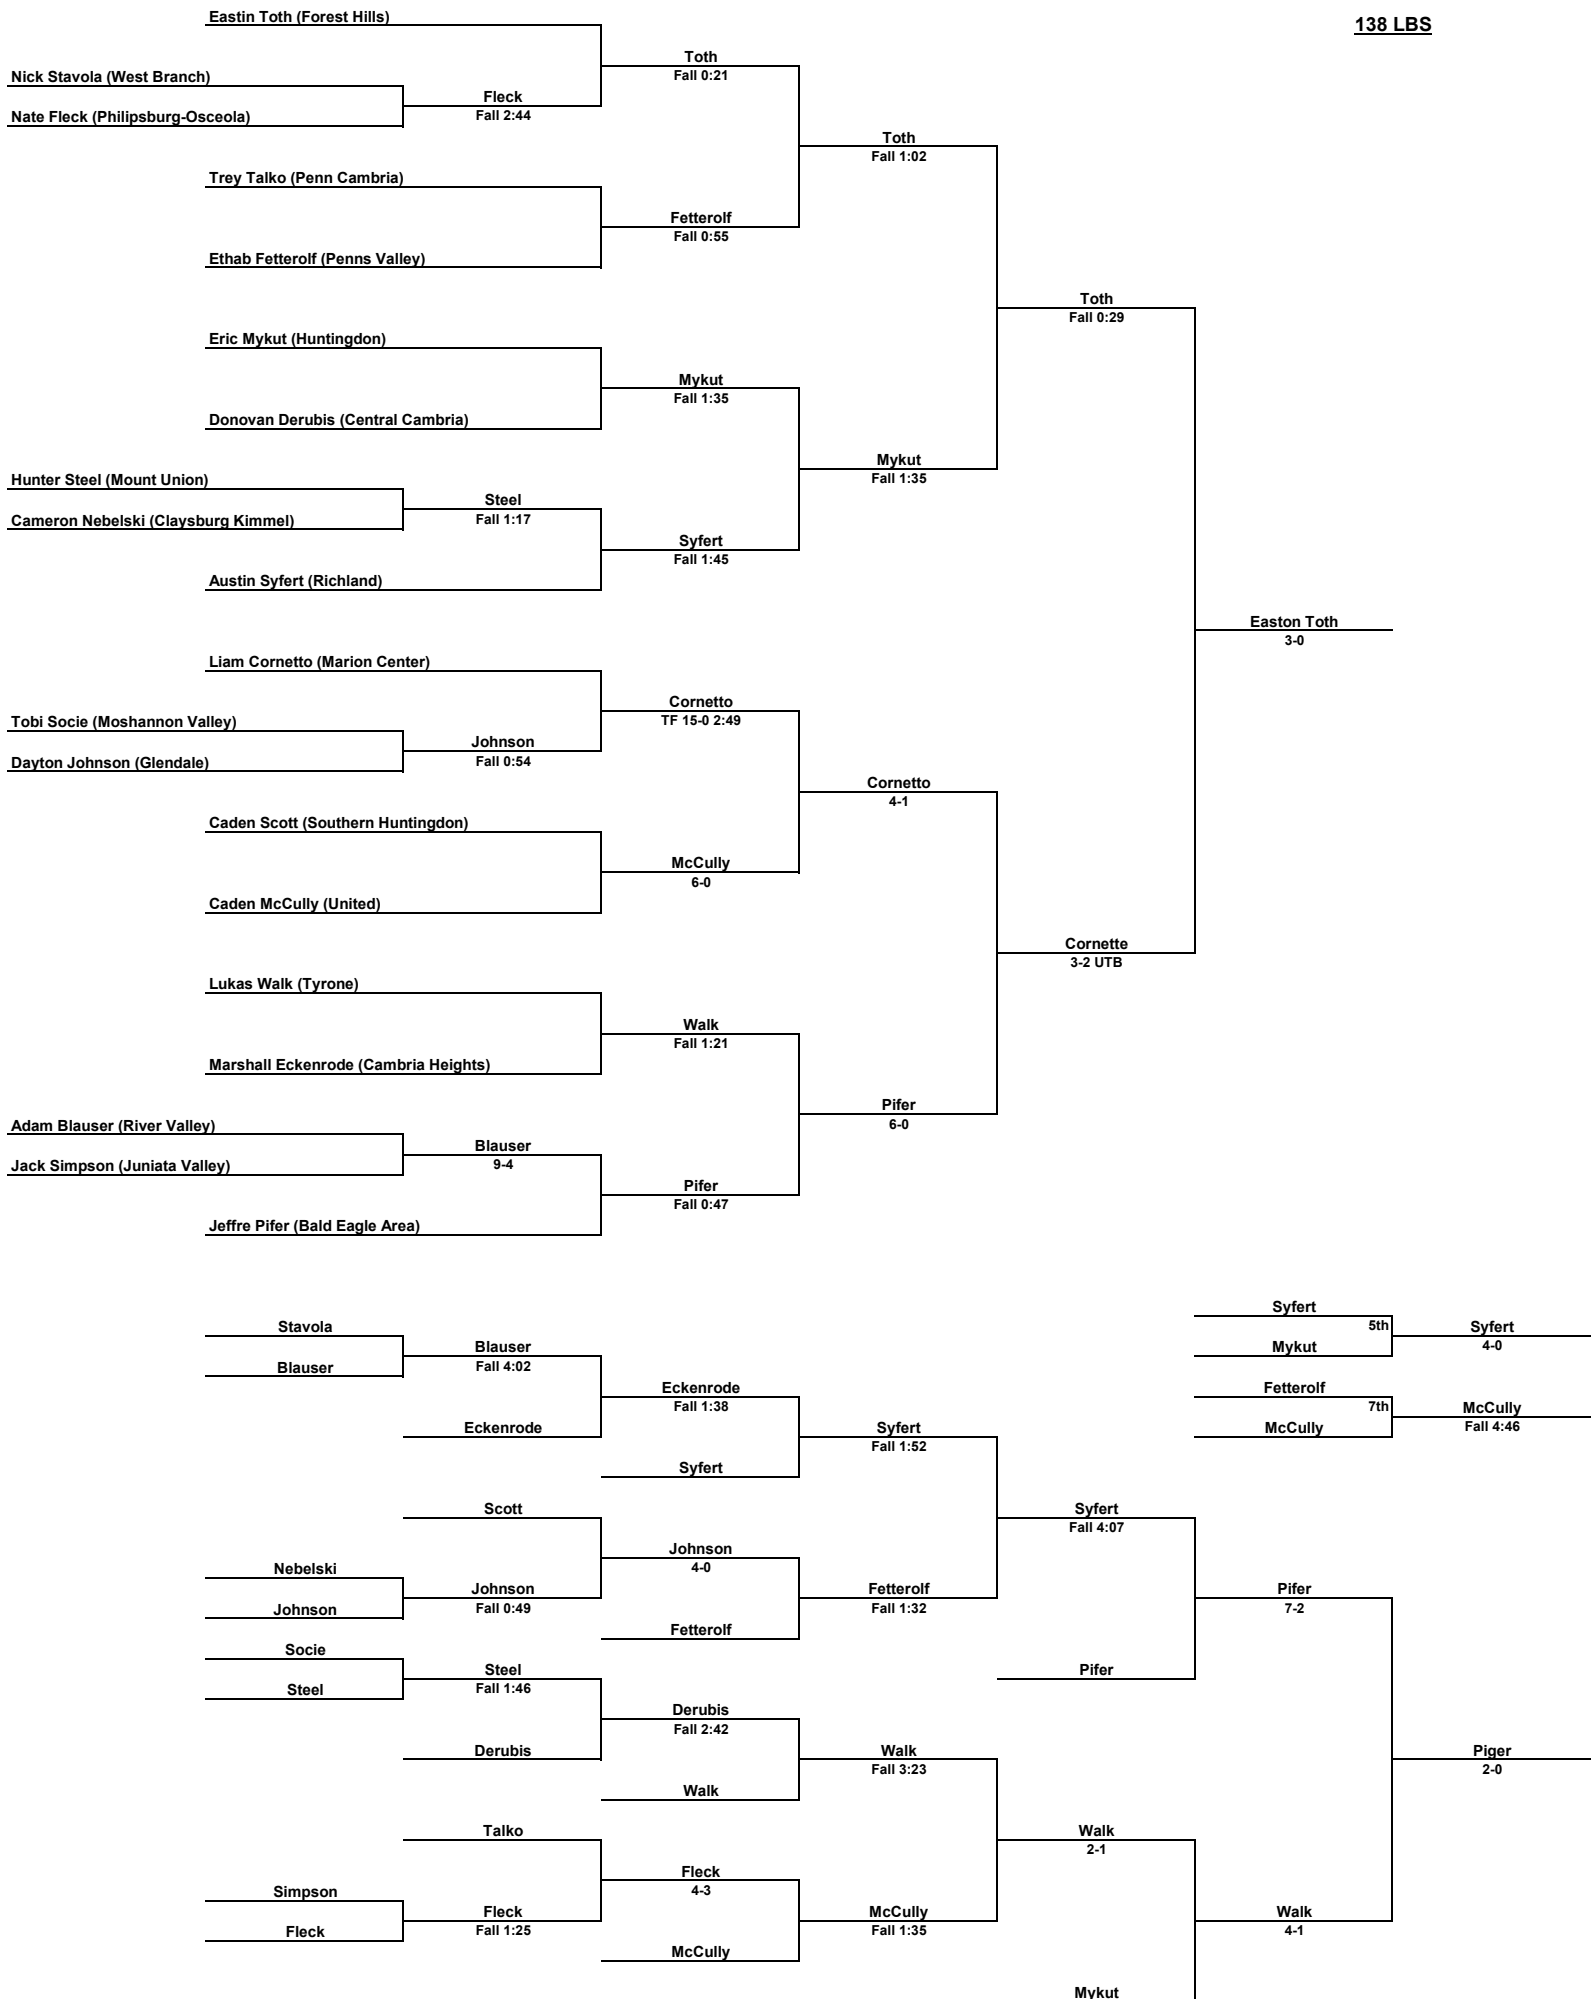 Eastin Toth (Forest Hills)
138 LBS
Toth
Fall 0:21
Nick Stavola (West Branch)
Fleck
Fall 2:44
Nate Fleck (Philipsburg-Osceola)
Toth
Fall 1:02
Trey Talko (Penn Cambria)
Fetterolf
Fall 0:55
Ethab Fetterolf (Penns Valley)
Toth
Fall 0:29
Eric Mykut (Huntingdon)
Mykut
Fall 1:35
Donovan Derubis (Central Cambria)
Mykut
Fall 1:35
Hunter Steel (Mount Union)
Steel
Fall 1:17
Cameron Nebelski (Claysburg Kimmel)
Syfert
Fall 1:45
Austin Syfert (Richland)
Easton Toth
3-0
Liam Cornetto (Marion Center)
Cornetto
TF 15-0 2:49
Tobi Socie (Moshannon Valley)
Johnson
Fall 0:54
Dayton Johnson (Glendale)
Cornetto
4-1
Caden Scott (Southern Huntingdon)
McCully
6-0
Caden McCully (United)
Cornette
3-2 UTB
Lukas Walk (Tyrone)
Walk
Fall 1:21
Marshall Eckenrode (Cambria Heights)
Pifer
6-0
Adam Blauser (River Valley)
Blauser
9-4
Jack Simpson (Juniata Valley)
Pifer
Fall 0:47
Jeffre Pifer (Bald Eagle Area)
Syfert
5th
Syfert
4-0
Mykut
Stavola
Blauser
Fall 4:02
Blauser
Fetterolf
7th
McCully
Fall 4:46
McCully
Eckenrode
Fall 1:38
Eckenrode
Syfert
Fall 1:52
Syfert
Scott
Syfert
Fall 4:07
Johnson
4-0
Nebelski
Johnson
Fall 0:49
Johnson
Fetterolf
Fall 1:32
Pifer
7-2
Fetterolf
Socie
Steel
Fall 1:46
Steel
Pifer
Derubis
Fall 2:42
Derubis
Walk
Fall 3:23
Piger
2-0
Walk
Talko
Walk
2-1
Fleck
4-3
Simpson
Fleck
Fall 1:25
Fleck
McCully
Fall 1:35
Walk
4-1
McCully
Mykut